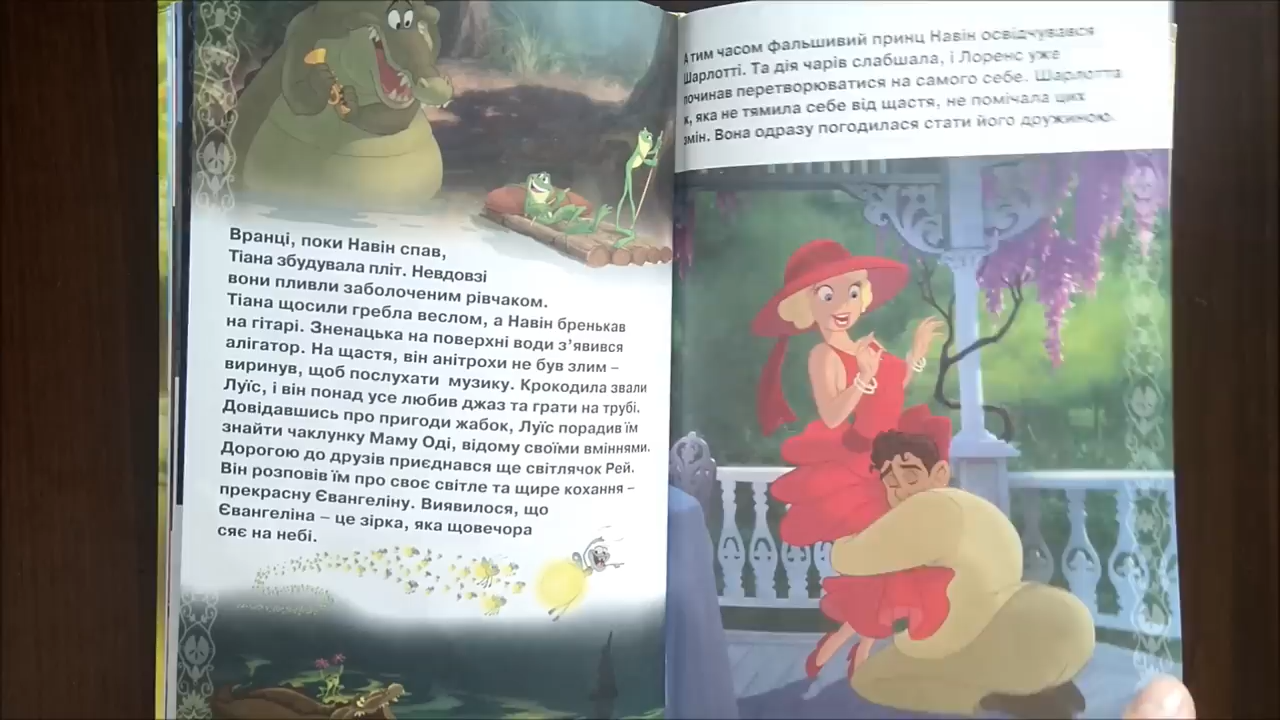 Вранці, поки Навін спав,
Тіана збудувала пліт. Невдовзі
вони пливли заболоченим рівчаком.
Тіана щосили гребла веслом, а Навін бренькав
на гітарі. Зненацька на поверхні води з’явився
алігатор. На щастя, він анітрохи не був злим –
виринув, щоб послухати музику. Крокодила звали
Луїс, і він понад усе любив джаз та грати на трубі.
Довідавшись про пригоди жабок, Луїс порадив їм
знайти чаклунку Маму Оді, відому своїми вміннями.
Дорогою до друзів приєднався ще світлячок Рей.
Він розповів їм про своє світле та щире кохання –
прекрасну Євангеліну. Виявилося, що
Євангеліна – це зірка, яка щовечора
сяє на небі.
А тим часом фальшивий принц Навін освідчувався
Шарлотті. Та дія чарів слабшала, і Лоренс уже
починав перетворюватися на самого себе. Шарлотта
ж, яка не тямила себе від щастя, не помічала цих
змін. Вона одразу погодилася стати його дружиною.